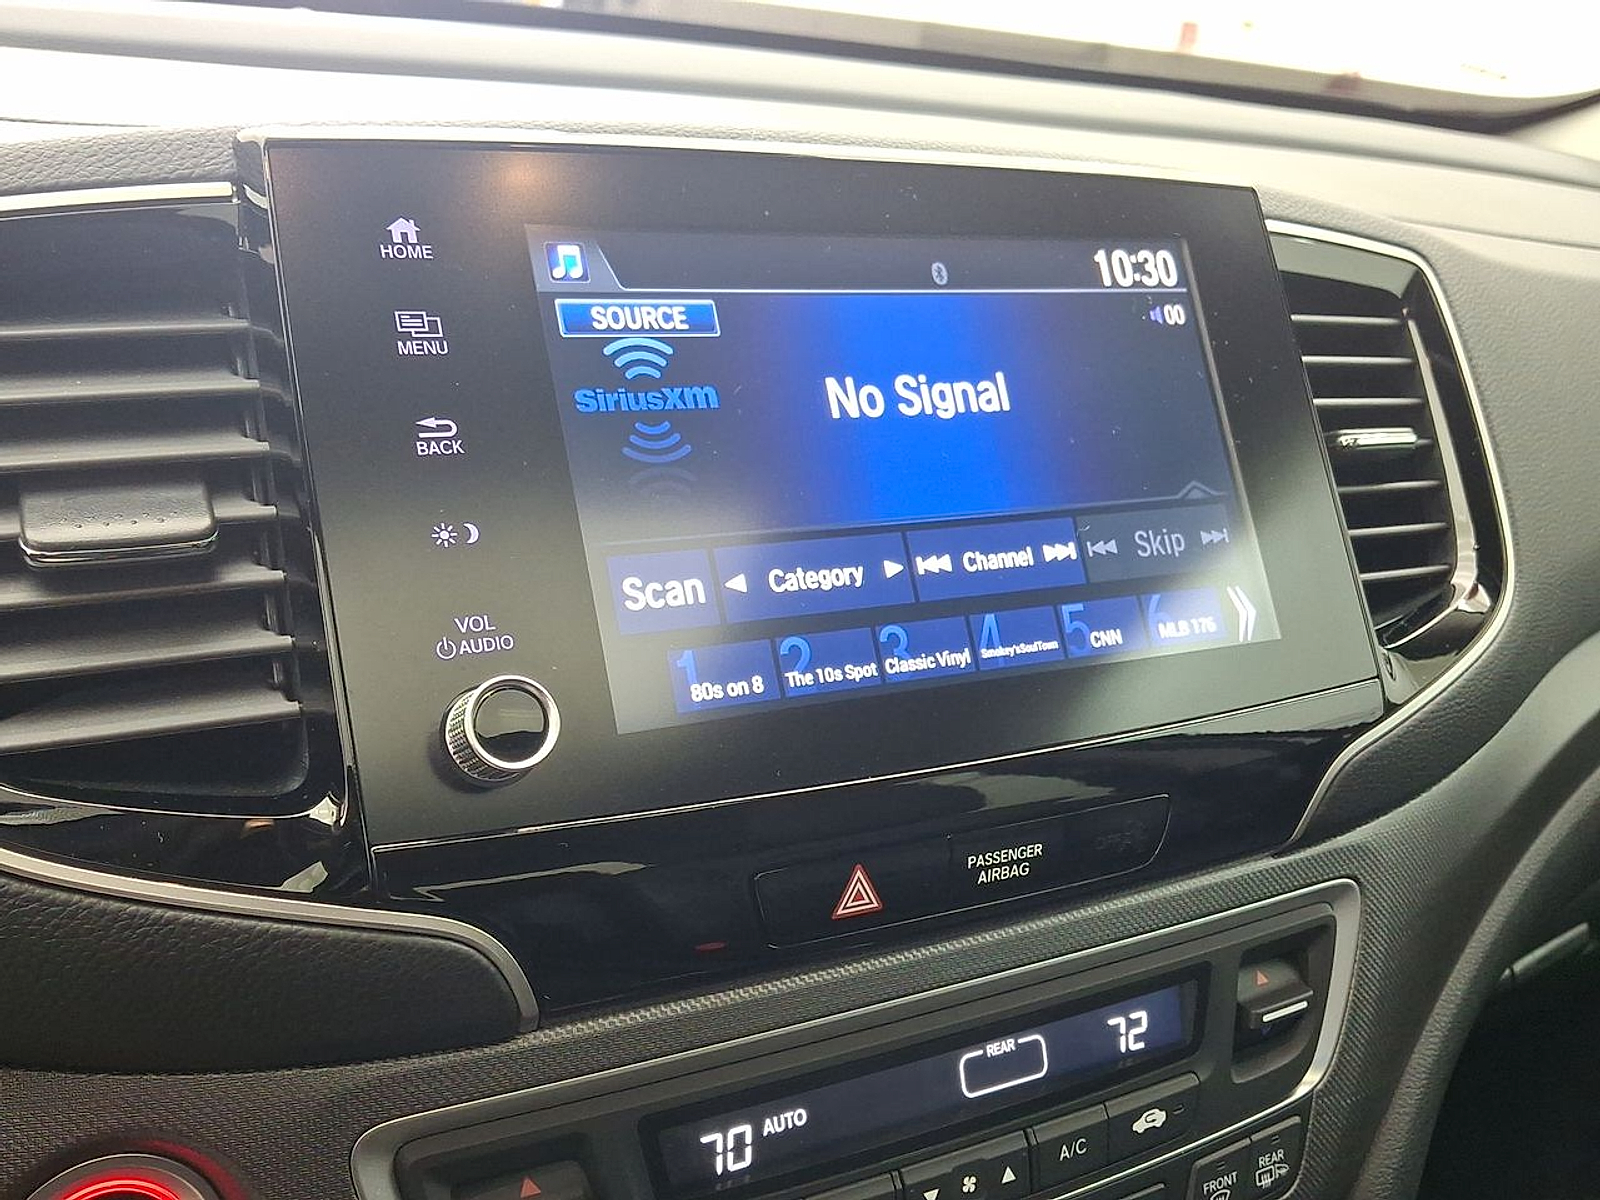 HOME
MENU
BACK
VOL
AUDIO
10:30
SOURCE
00
SiriusXm
No Signal
Scan
Category
Channel
Skip
1
80s on 8
2
The 10s Spot
3
Classic Vinyl
4
Smokey'sSoulTown
5
CNN
6
MLB 176
PASSENGER
AIRBAG
REAR
72
70 AUTO
A/C
FRONT
REAR